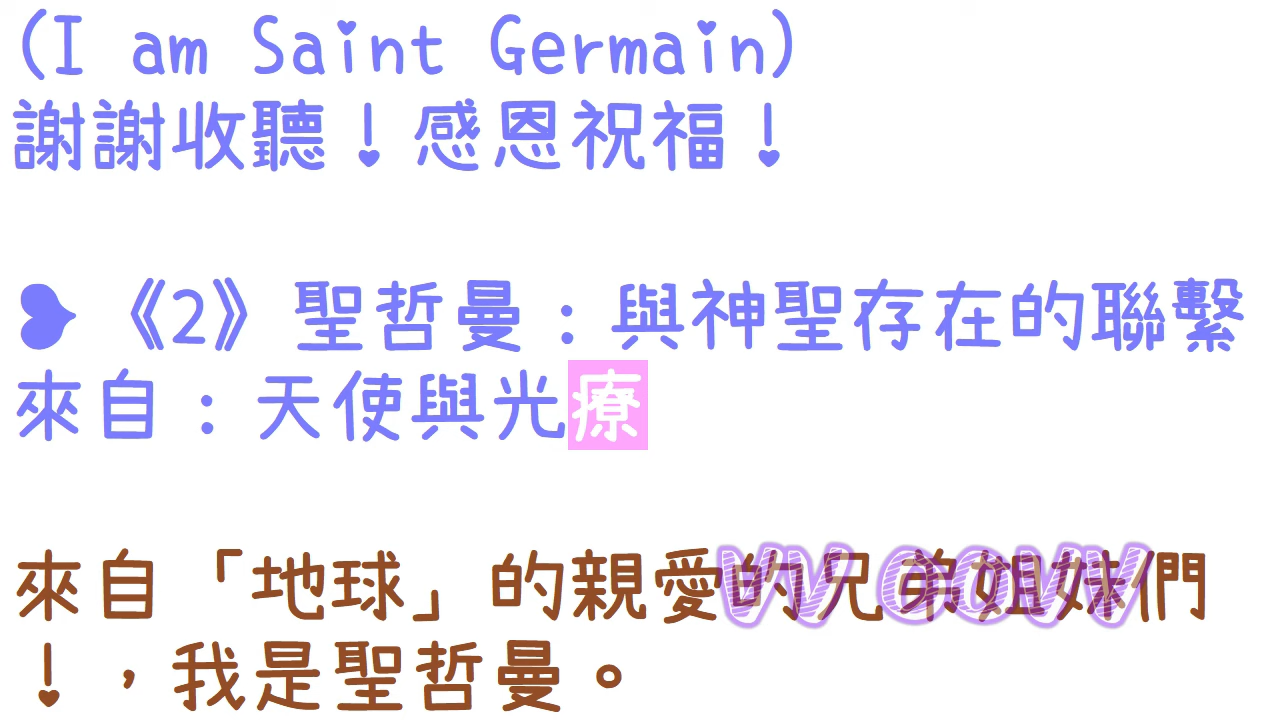 (I am Saint Germain)
謝謝收聽！感恩祝福！
❥ 《2》 聖哲曼：與神聖存在的聯繫
來自：天使與光療
來自「地球」的親愛的兄弟姐妹們
！，我是聖哲曼。